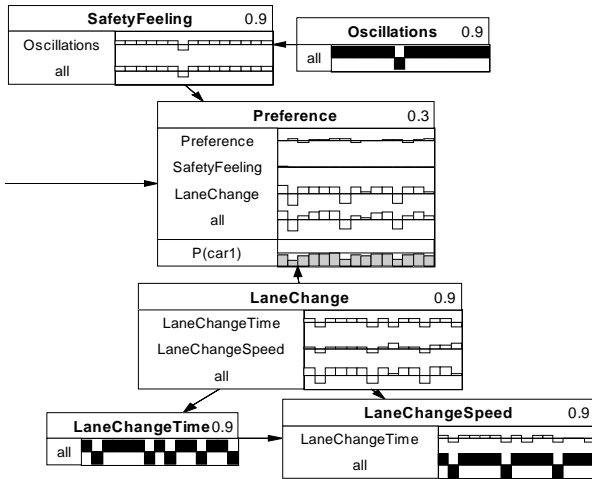 SafetyFeeling 0.9
Oscillations
all
Oscillations 0.9
all
Preference 0.3
Preference
SafetyFeeling
LaneChange
all
P(car1)
LaneChange 0.9
LaneChangeTime
LaneChangeSpeed
all
LaneChangeTime 0.9
all
LaneChangeSpeed 0.9
LaneChangeTime
all